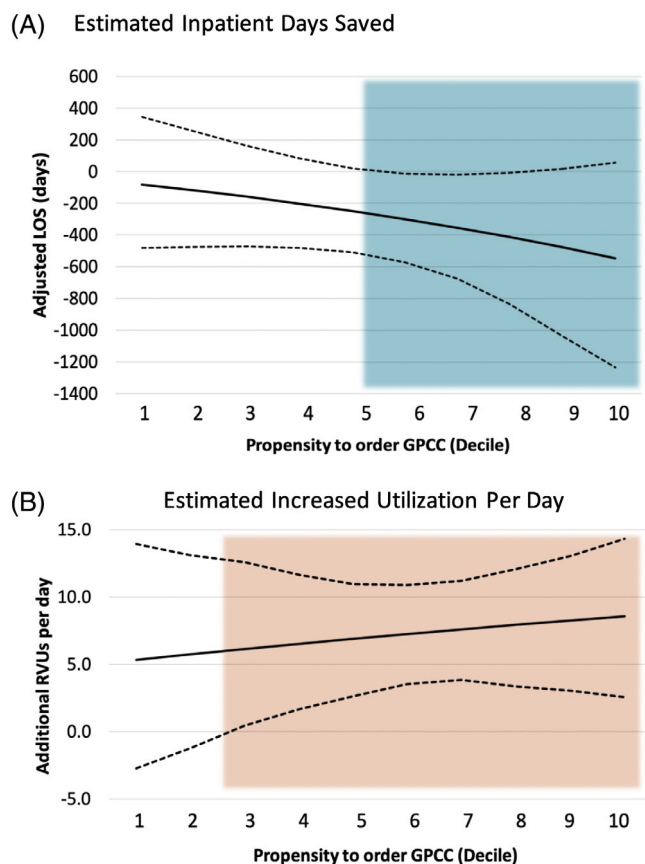 (A) Estimated Inpatient Days Saved
600
400
200
0
-200
-400
-600
-800
-1000
-1200
-1400
Adjusted LOS (days)
1 2 3 4 5 6 7 8 9 10
Propensity to order GPCC (Decile)
(B) Estimated Increased Utilization Per Day
15.0
10.0
5.0
0.0
-5.0
Additional RVUs per day
1 2 3 4 5 6 7 8 9 10
Propensity to order GPCC (Decile)